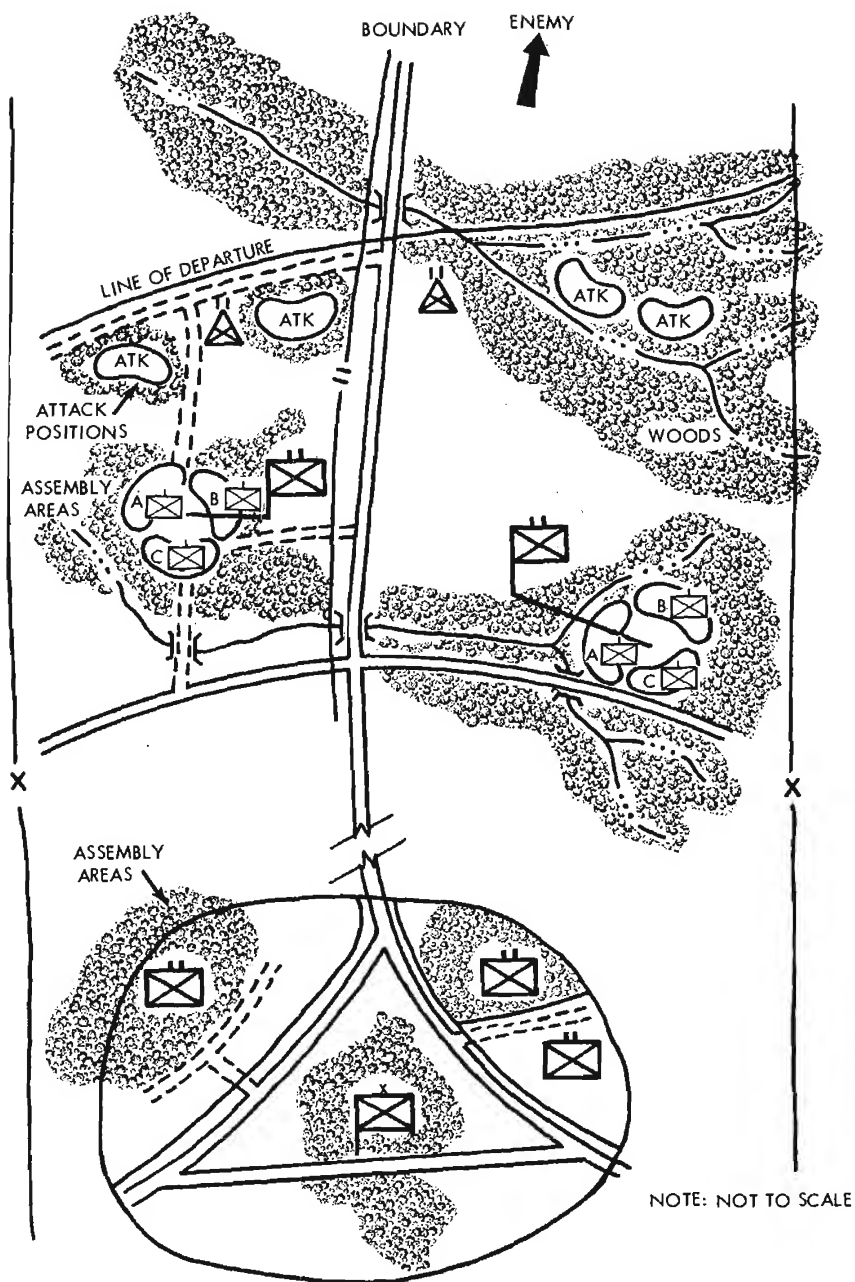 BOUNDARY
ENEMY
LINE OF DEPARTURE
ATK
ATK
ATK
ATK
ATTACK
POSITIONS
WOODS
ASSEMBLY
AREAS
A
B
C
B
A
C
X
X
ASSEMBLY
AREAS
X
NOTE: NOT TO SCALE